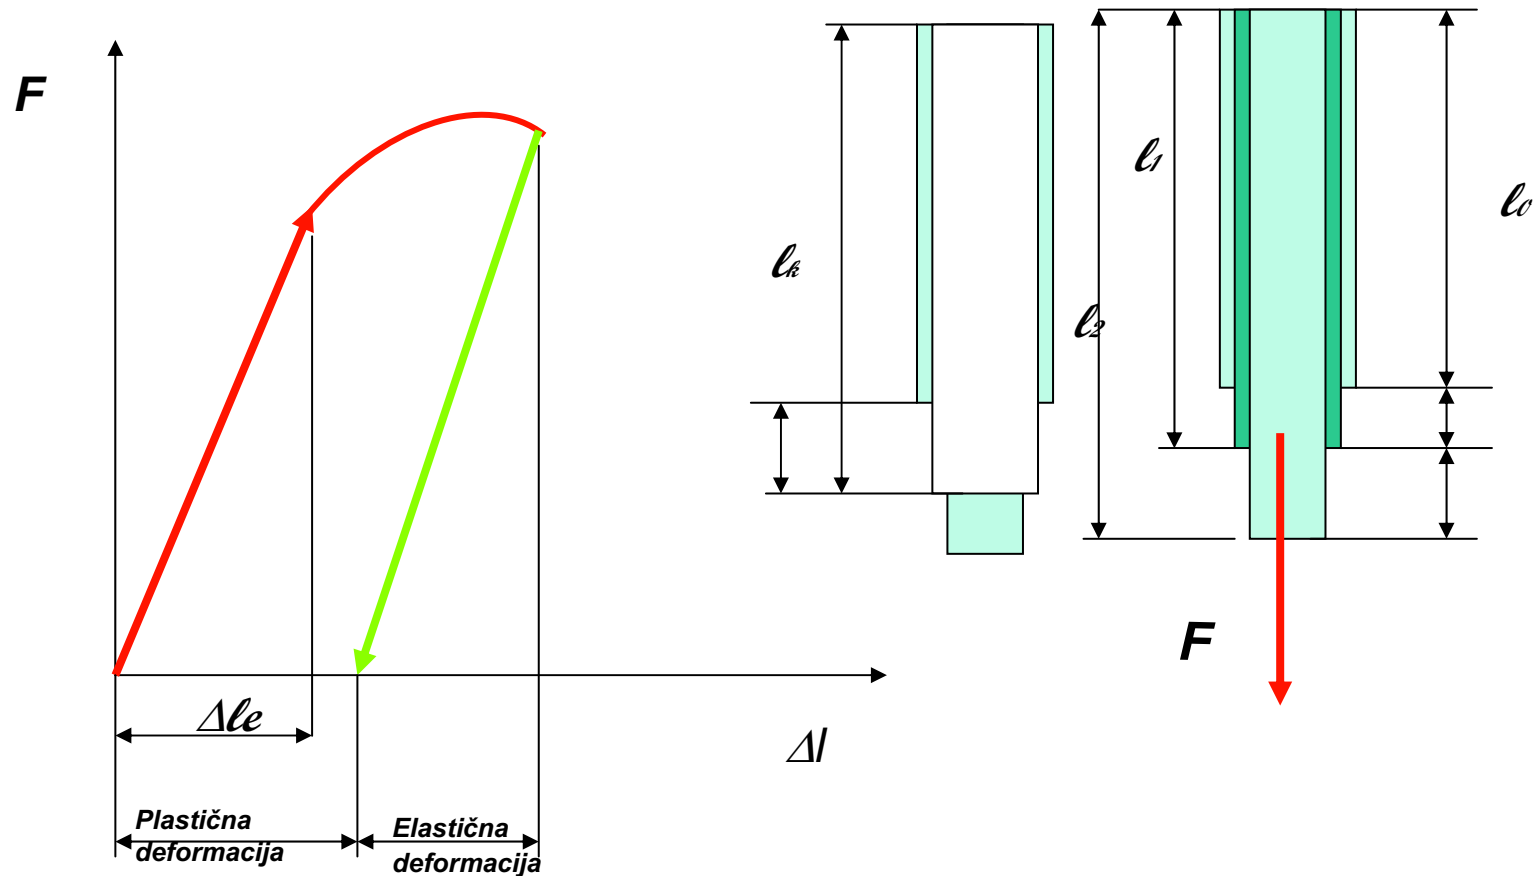 F
l1
l0
lk
l2
F
Δle
Δl
Plastična
deformacija
Elastična
deformacija